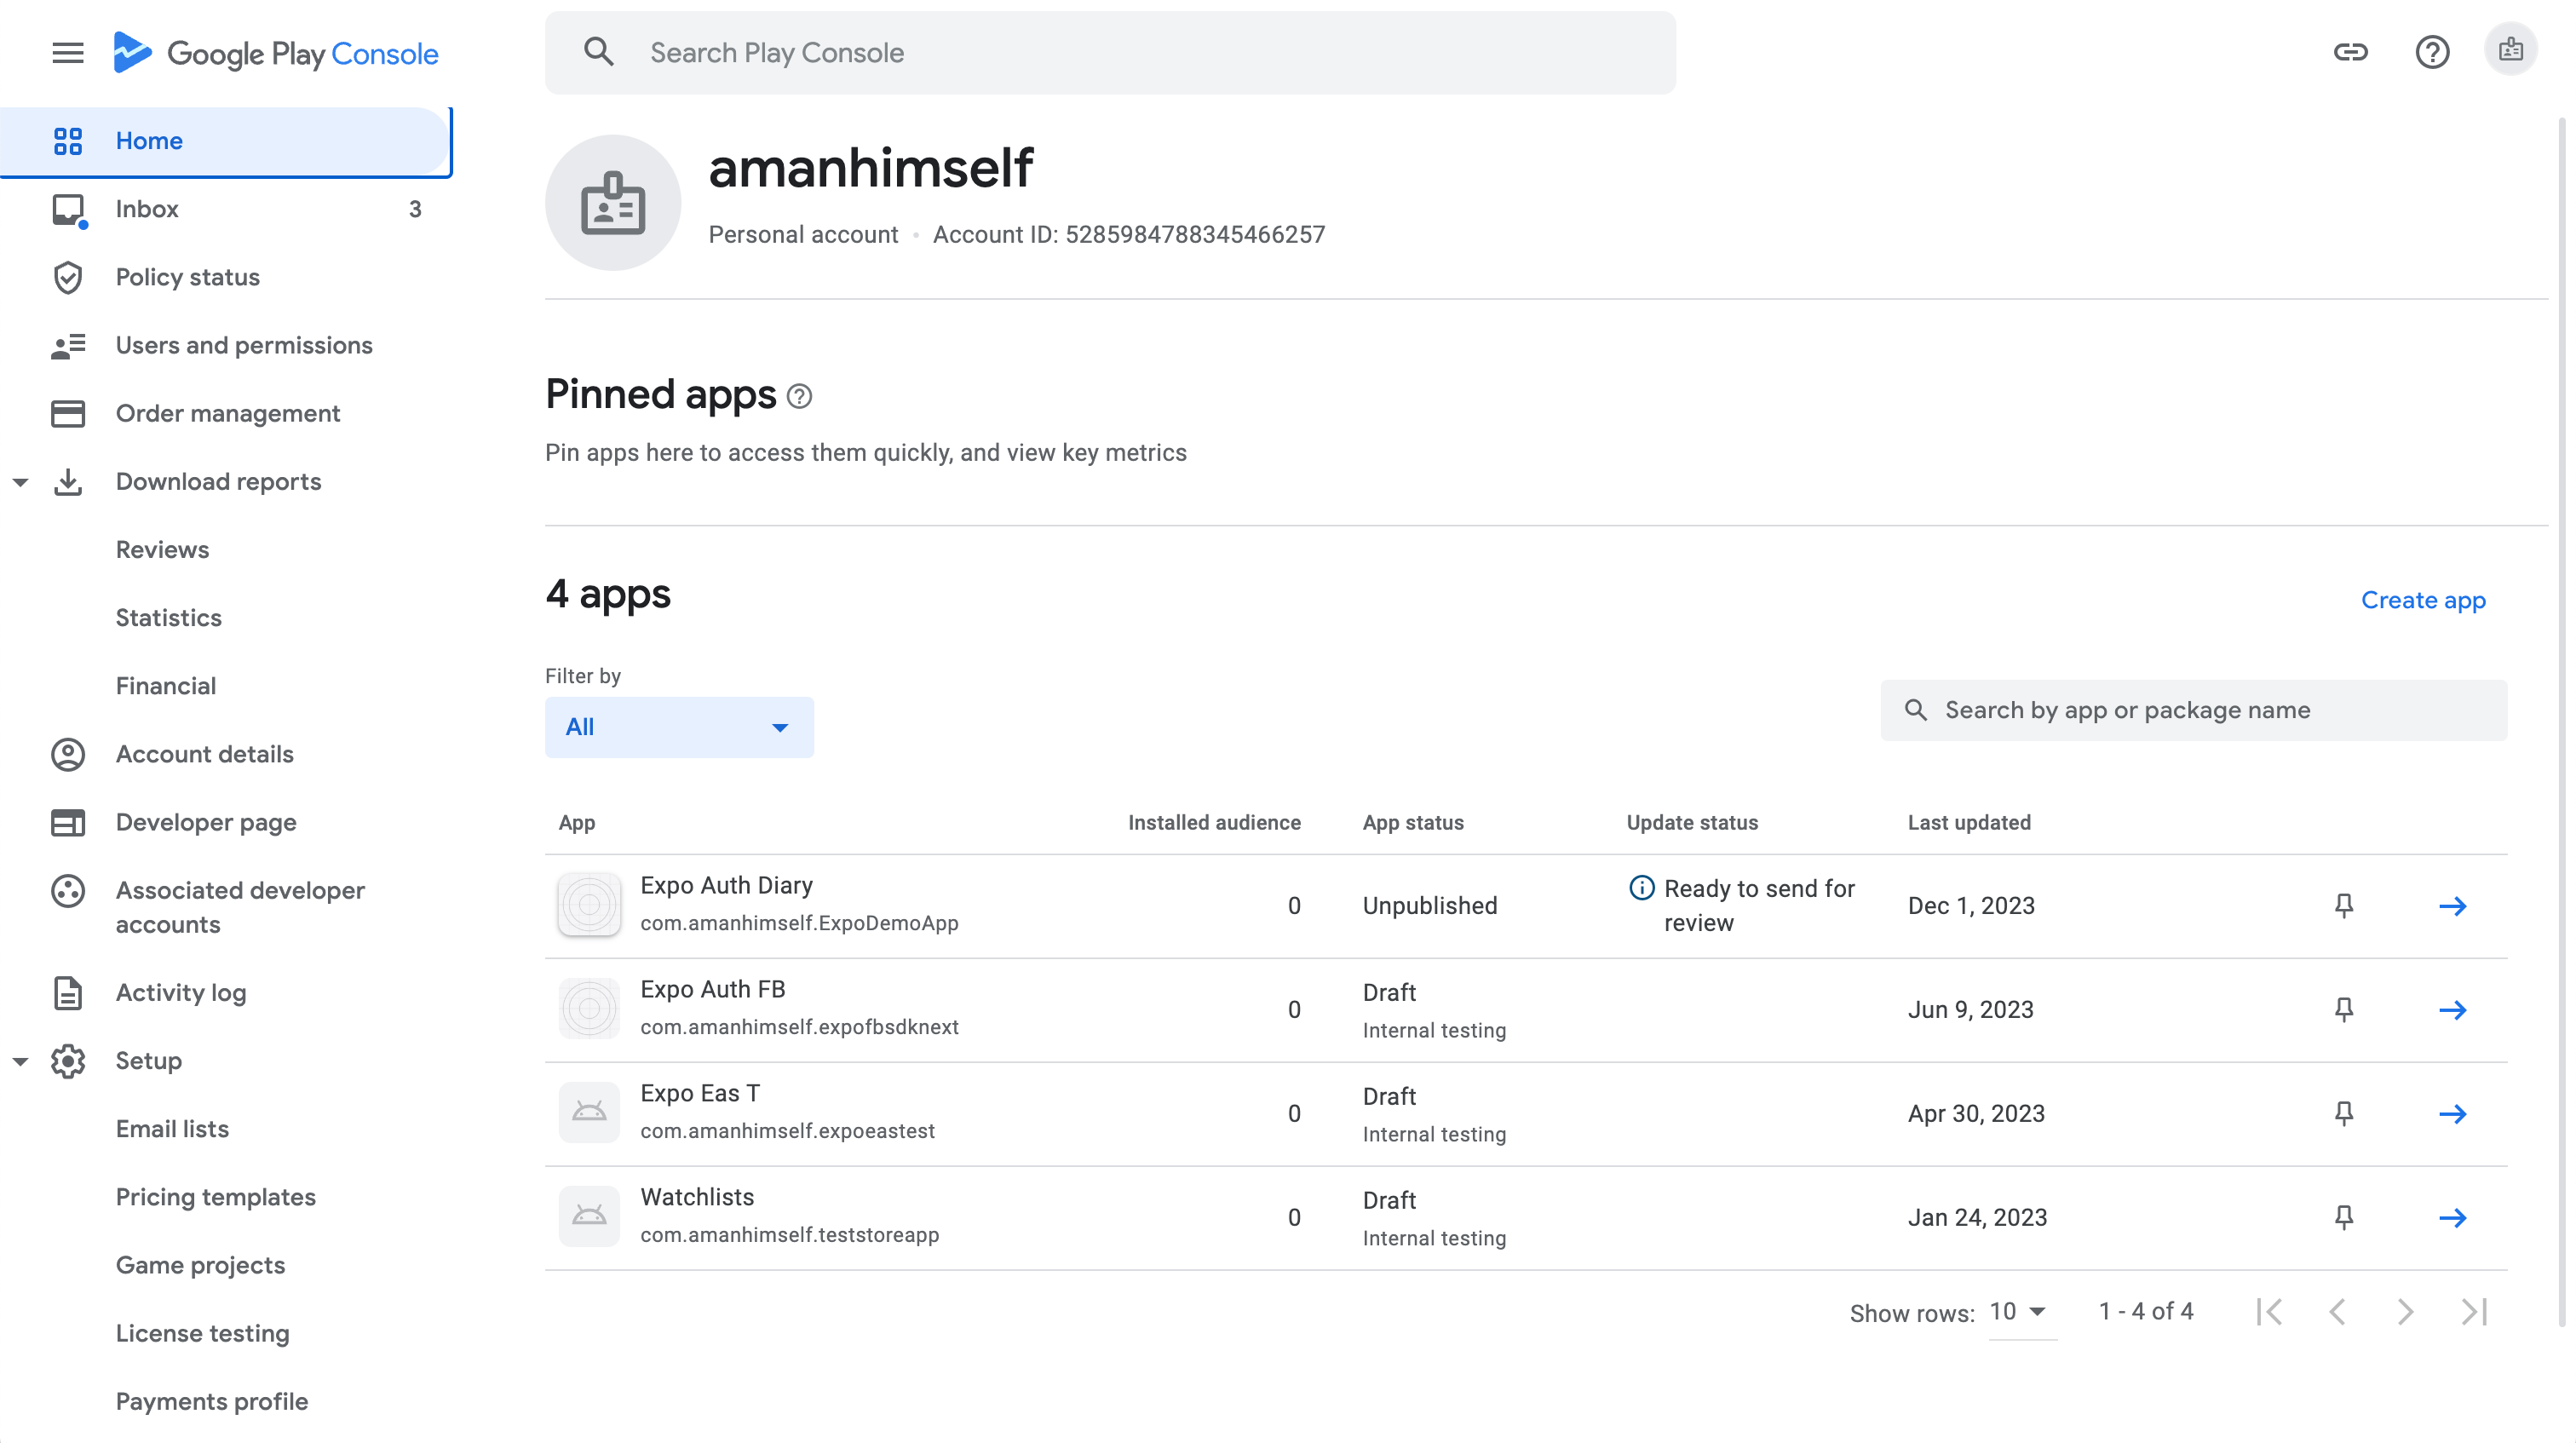 Google Play Console
Search Play Console
Home
Inbox 3
Policy status
Users and permissions
Order management
Download reports
Reviews
Statistics
Financial
Account details
Developer page
Associated developer
accounts
Activity log
Setup
Email lists
Pricing templates
Game projects
License testing
Payments profile
amanhimself
Personal account • Account ID: 5285984788345466257
Pinned apps
Pin apps here to access them quickly, and view key metrics
4 apps
Create app
Filter by
All
Search by app or package name
App Installed audience App status Update status Last updated
Expo Auth Diary
com.amanhimself.ExpoDemoApp
0
Unpublished
Ready to send for
review
Dec 1, 2023
Expo Auth FB
com.amanhimself.expofbsdknext
0
Draft
Internal testing
Jun 9, 2023
Expo Eas T
com.amanhimself.expoeastest
0
Draft
Internal testing
Apr 30, 2023
Watchlists
com.amanhimself.teststoreapp
0
Draft
Internal testing
Jan 24, 2023
Show rows: 10 1 - 4 of 4